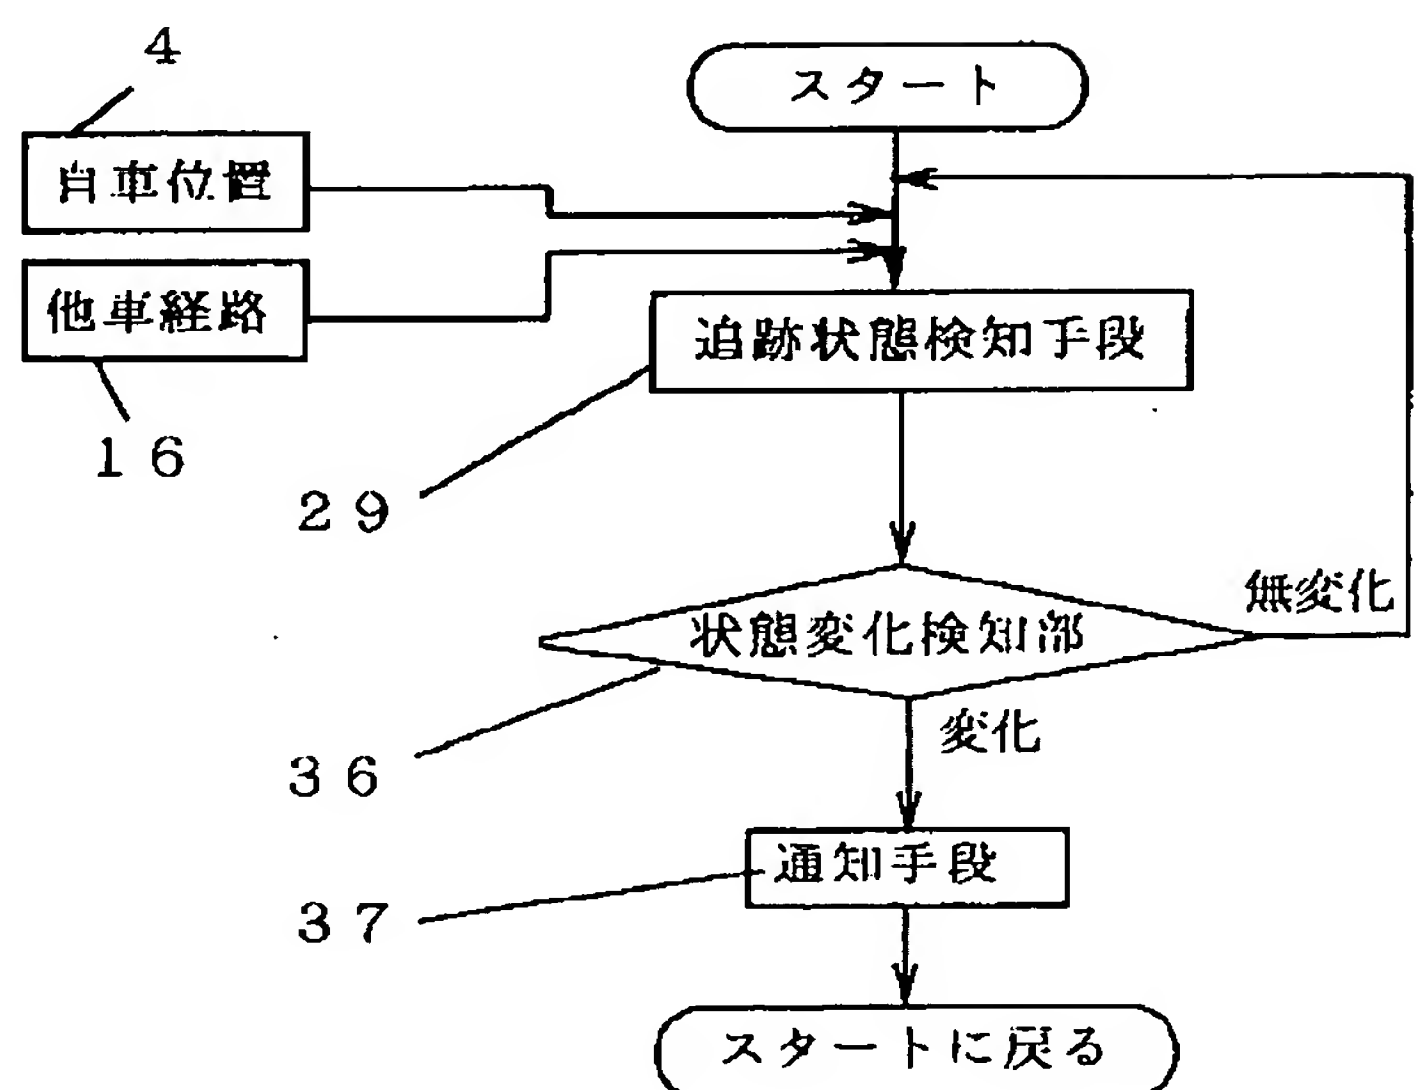 4
スタート
自車位置
他車経路
追跡状態検知手段
16
29
無変化
状態変化検知部
変化
36
通知手段
37
スタートに戻る